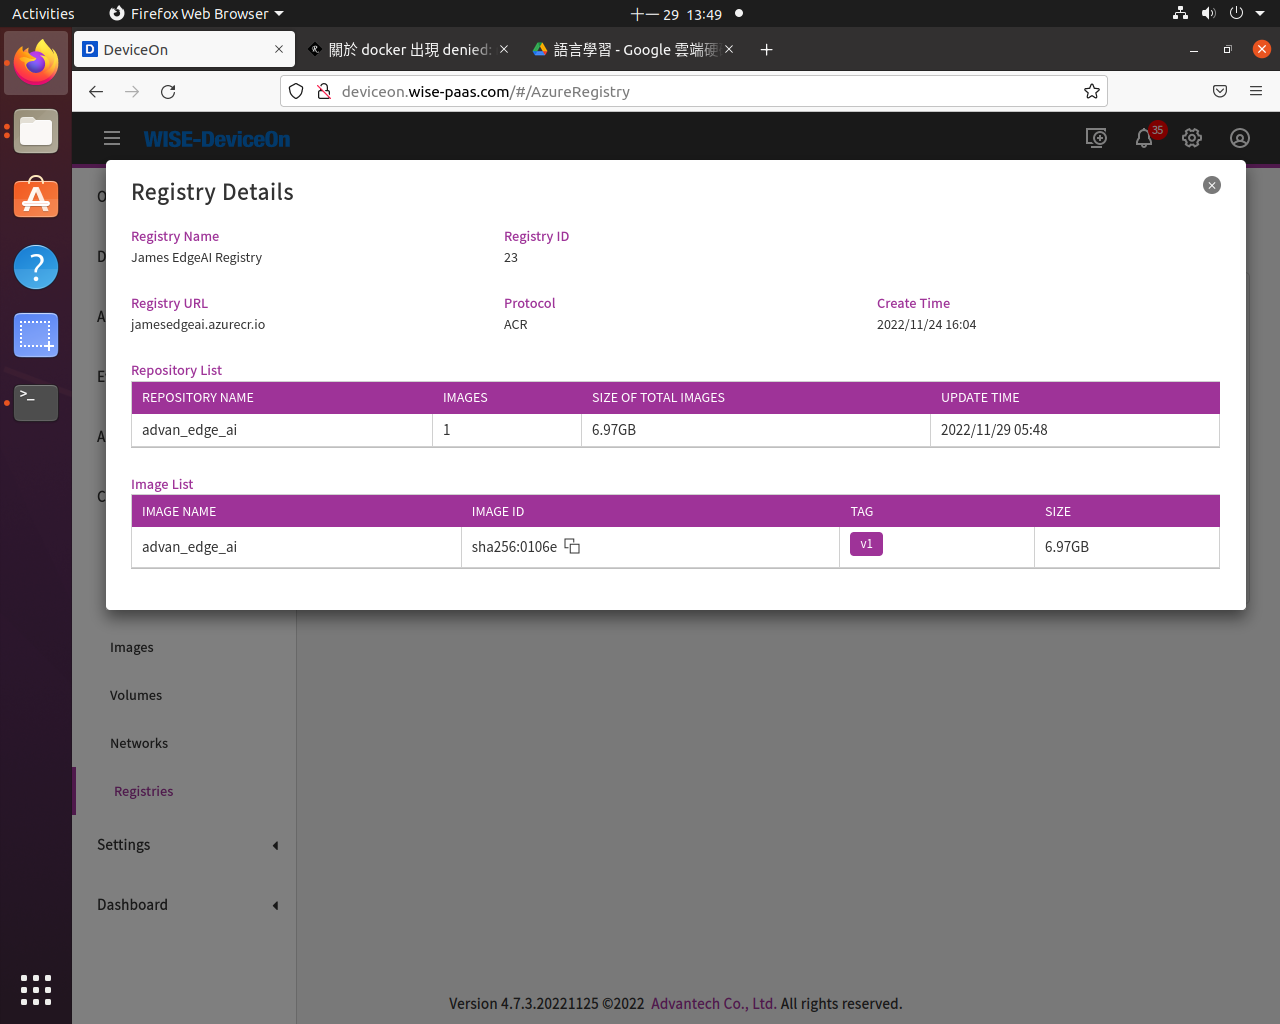 Activities
Firefox Web Browser
十一 29 13:49
DeviceOn
關於 docker 出現 denied:
語言學習 - Google 雲端硬
deviceon.wise-paas.com/#/AzureRegistry
WISE-DeviceOn
35
Registry Details
Registry Name
James EdgeAI Registry
Registry ID
23
Registry URL
jamesedgeai.azurecr.io
Protocol
ACR
Create Time
2022/11/24 16:04
Repository List
REPOSITORY NAME IMAGES SIZE OF TOTAL IMAGES UPDATE TIME
advan_edge_ai 1 6.97GB 2022/11/29 05:48
Image List
IMAGE NAME IMAGE ID TAG SIZE
advan_edge_ai sha256:0106e v1 6.97GB
Images
Volumes
Networks
Registries
Settings
Dashboard
Version 4.7.3.20221125 ©2022 Advantech Co., Ltd. All rights reserved.